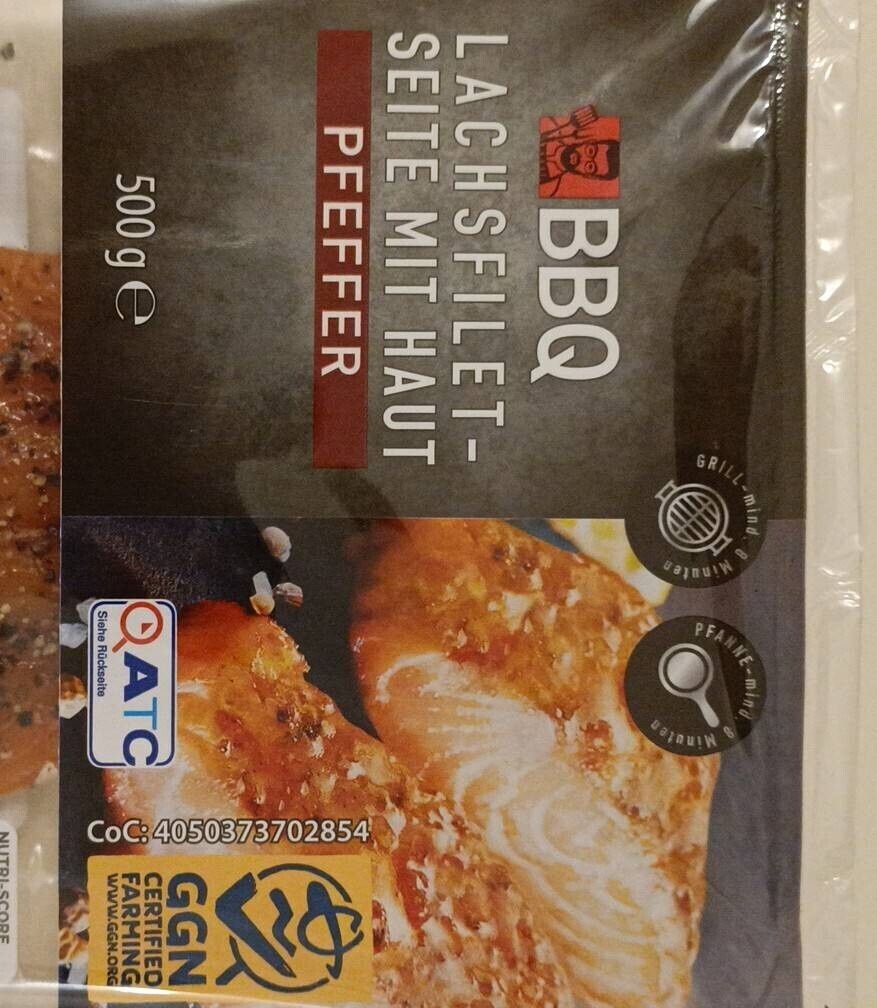 BBQ
LACHSFILET-
SEITE MIT HAUT
PFEFFER
500 g e
GRILL-mind. 8 Minuten
PFANNE-mind. 8 Minuten
ATC
Siehe Rückseite
CoC: 4050373702854
GGN
CERTIFIED
FARMING
WWW.GGN.ORG
NUTRI-SCORE